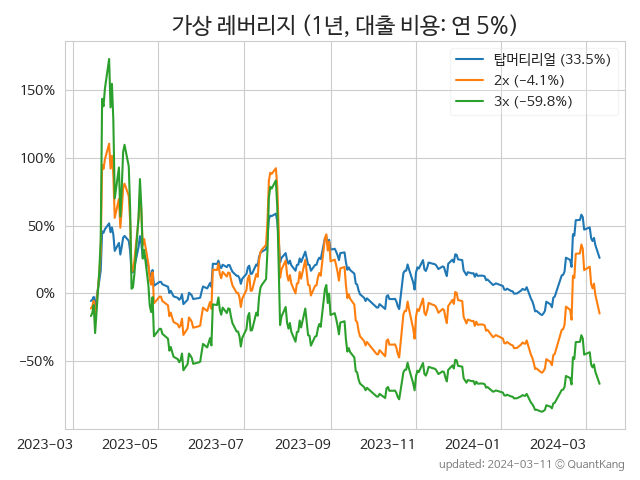 가상 레버리지 (1년, 대출 비용: 연 5%)
탑머티리얼 (33.5%)
2x (−4.1%)
3x (−59.8%)
150%
100%
50%
0%
−50%
2023-03 2023-05 2023-07 2023-09 2023-11 2024-01 2024-03
updated: 2024-03-11 © QuantKang